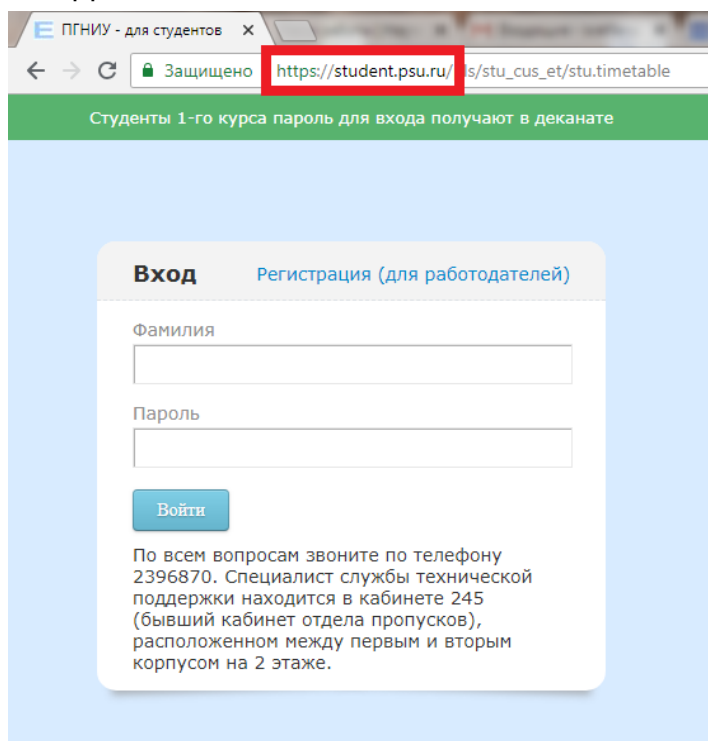 ПГНИУ - для студентов
Защищено https://student.psu.ru/ ls/stu_cus_et/stu.timetable
Студенты 1-го курса пароль для входа получают в деканате
Вход Регистрация (для работодателей)
Фамилия
Пароль
Войти
По всем вопросам звоните по телефону
2396870. Специалист службы технической
поддержки находится в кабинете 245
(бывший кабинет отдела пропусков),
расположенном между первым и вторым
корпусом на 2 этаже.